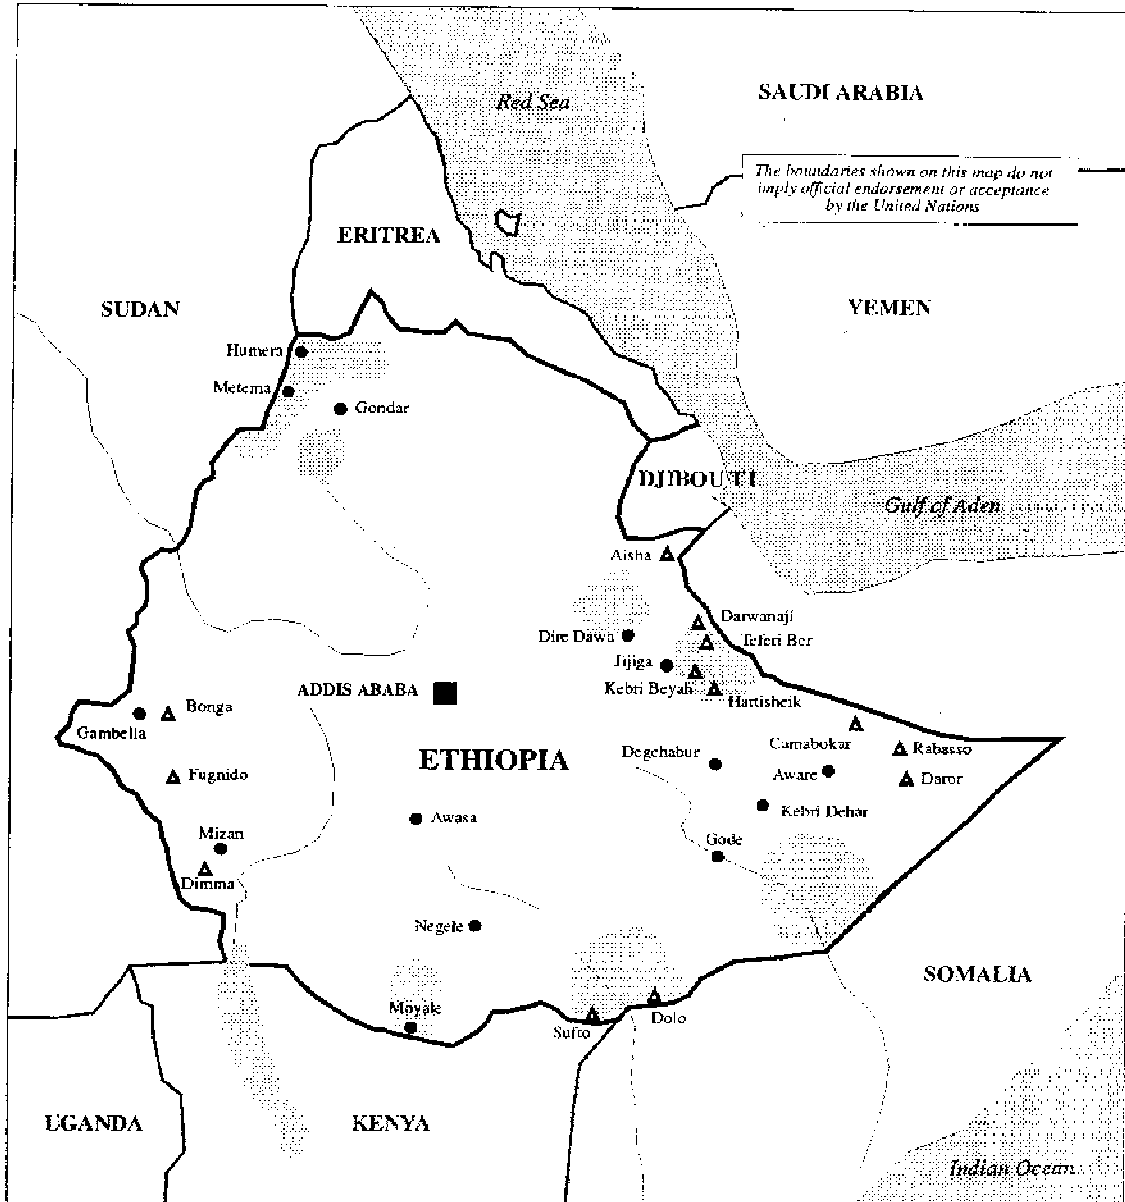 Red Sea
SAUDI ARABIA
The boundaries shown on this map do not
imply official endorsement or acceptance
by the United Nations
ERITREA
SUDAN
YEMEN
Humera
Metema
Gondar
DJIBOUTI
Gulf of Aden
Aisha
Darwanaji
Teferi Ber
Dire Dawa
Jijiga
Kebri Beyah
Hartisheik
ADDIS ABABA
Bonga
Gambella
ETHIOPIA
Degehabur
Camabokar
Rabasso
Aware
Daror
Fugnido
Kebri Dehar
Awasa
Mizan
Gode
Dimma
Negele
SOMALIA
Moyale
Sufto
Dolo
UGANDA
KENYA
Indian Ocean